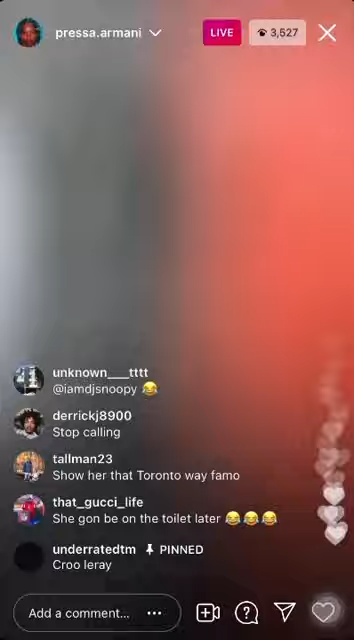 pressa.armani
LIVE
3,527
unknown___tttt
@iamdjsnoopy 😂
derrickj8900
Stop calling
tallman23
Show her that Toronto way famo
that_gucci_life
She gon be on the toilet later 😂😂😂
underratedtm PINNED
Croo leray
Add a comment...